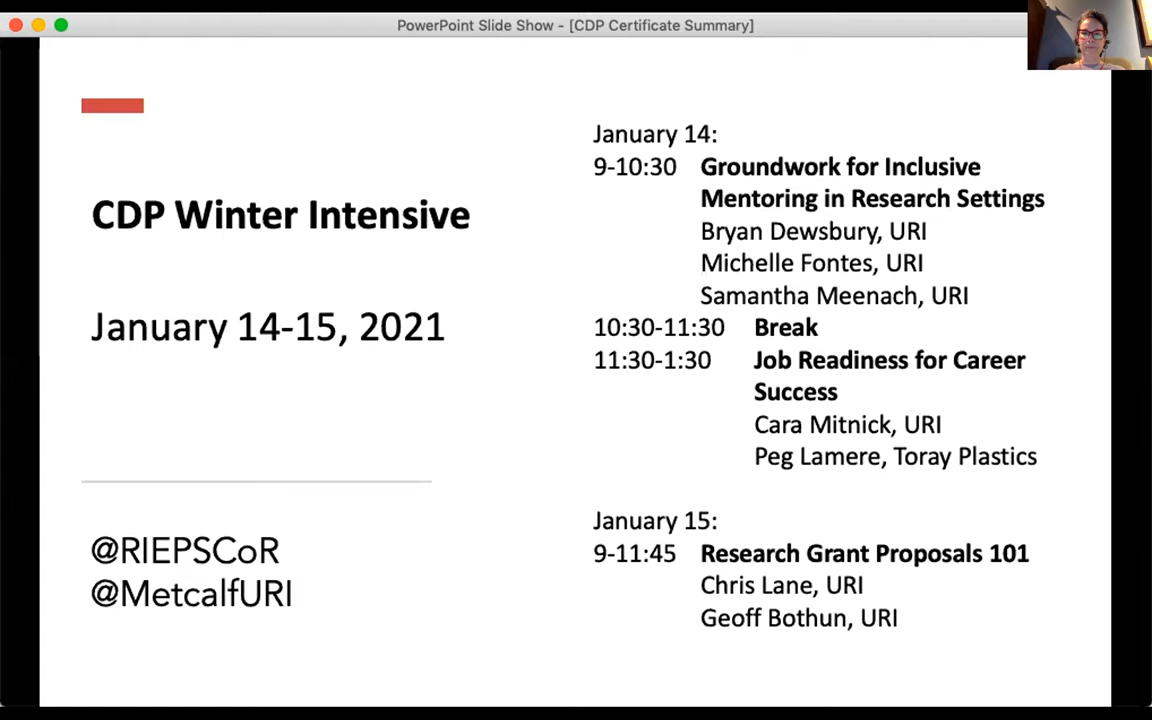 PowerPoint Slide Show - [CDP Certificate Summary]
CDP Winter Intensive
January 14-15, 2021
@RIEPSCoR
@MetcalfURI
January 14:
9-10:30 Groundwork for Inclusive
Mentoring in Research Settings
Bryan Dewsbury, URI
Michelle Fontes, URI
Samantha Meenach, URI
10:30-11:30 Break
11:30-1:30 Job Readiness for Career
Success
Cara Mitnick, URI
Peg Lamere, Toray Plastics
January 15:
9-11:45 Research Grant Proposals 101
Chris Lane, URI
Geoff Bothun, URI